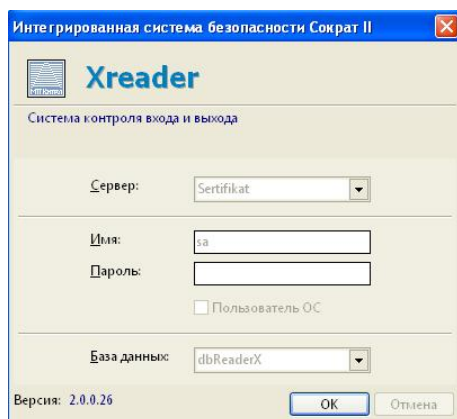 Интегрированная система безопасности Сократ II
Xreader
Система контроля входа и выхода
Сервер: Sertifikat
Имя: sa
Пароль:
Пользователь ОС
База данных: dbReaderX
Версия: 2.0.0.26 OK Отмена